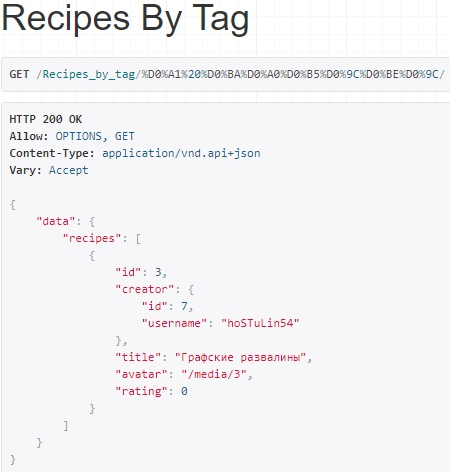 Recipes By Tag
GET /Recipes_by_tag/%D0%A1%20%D0%BA%D0%A0%D0%B5%D0%9C%D0%BE%D0%9C/
HTTP 200 OK
Allow: OPTIONS, GET
Content-Type: application/vnd.api+json
Vary: Accept
{
"data": {
"recipes": [
{
"id": 3,
"creator": {
"id": 7,
"username": "hoSTuLin54"
},
"title": "Графские развалины",
"avatar": "/media/3",
"rating": 0
}
]
}
}